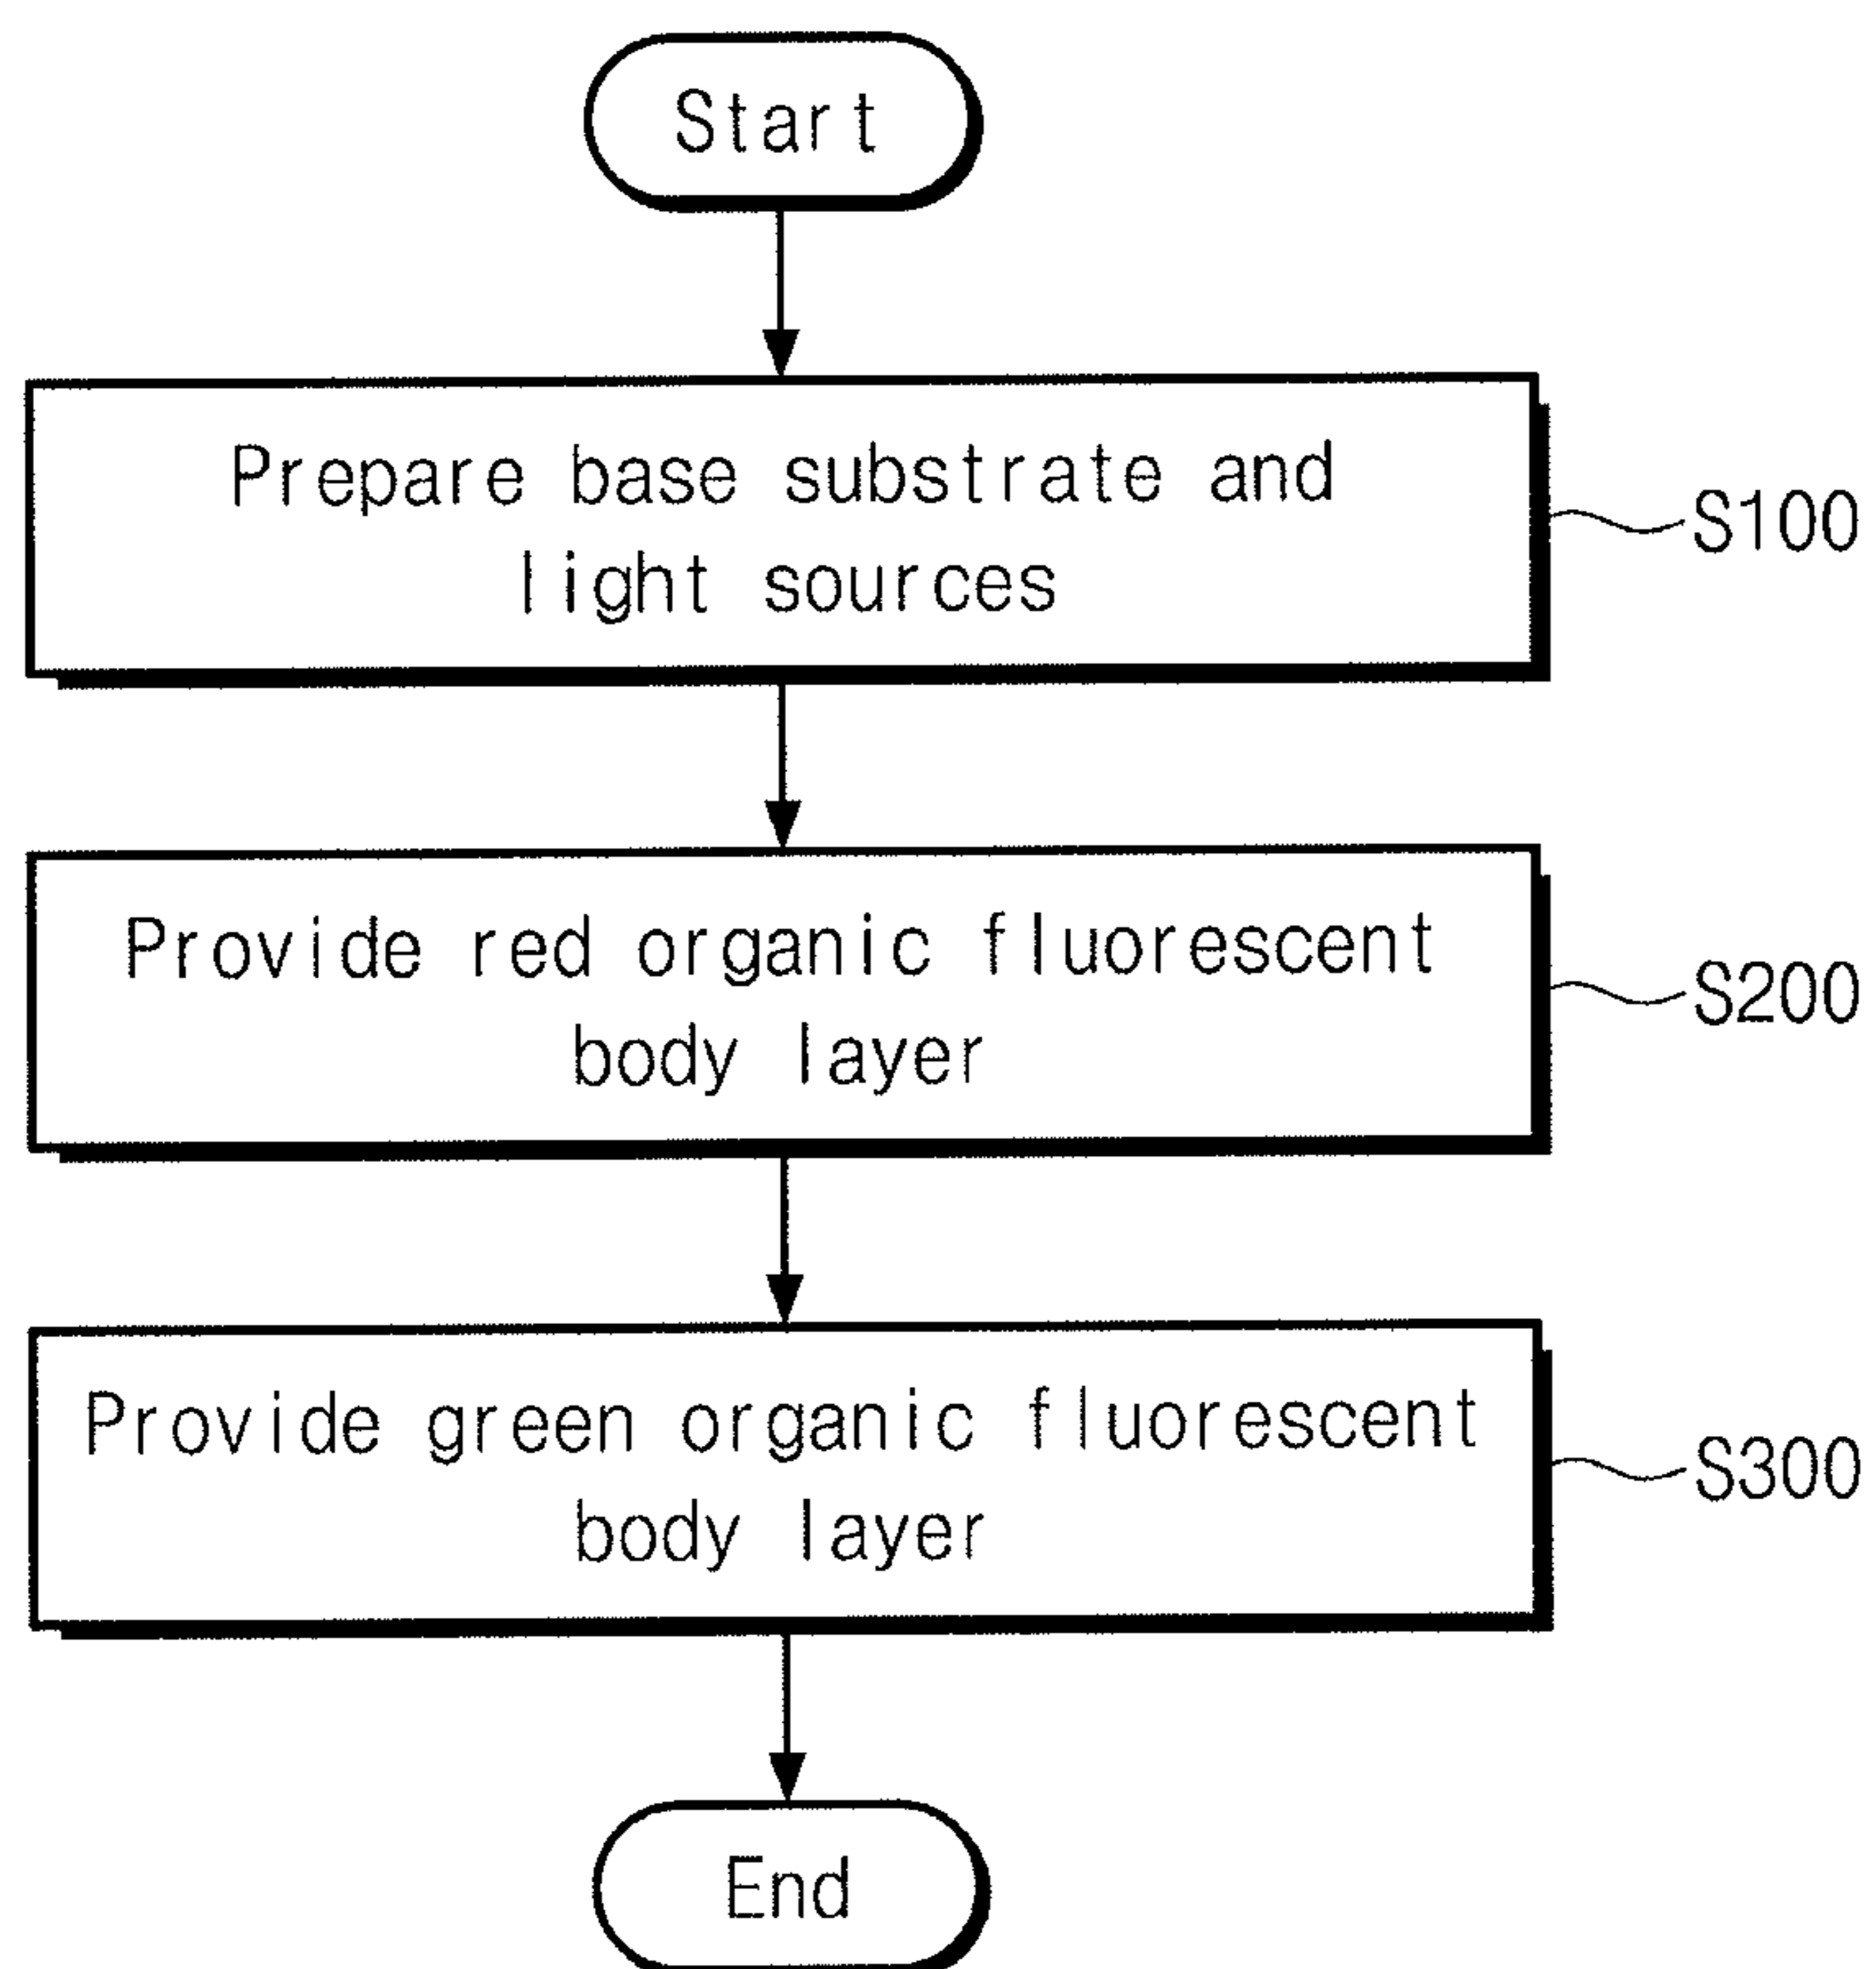 Start
Prepare base substrate and
light sources
S100
Provide red organic fluorescent
body layer
S200
Provide green organic fluorescent
body layer
S300
End